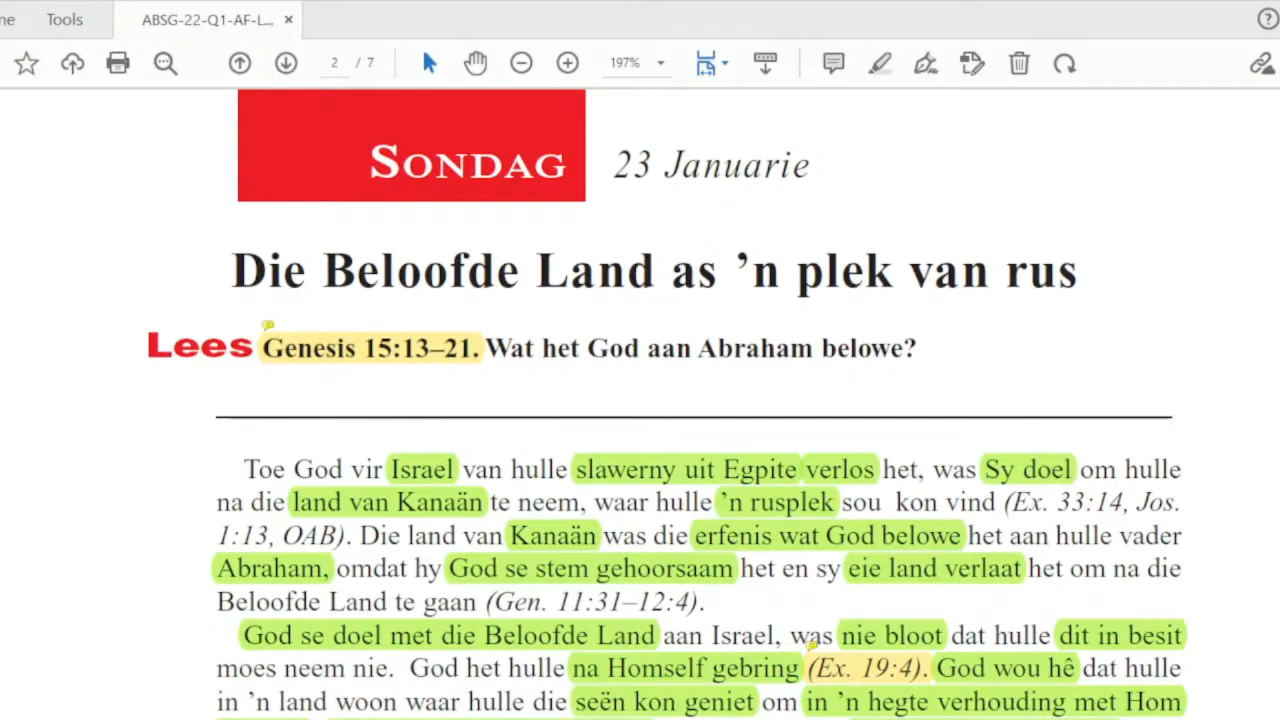 ne Tools ABSG-22-Q1-AF-L... ×
2 / 7 197%
SONDAG 23 Januarie
Die Beloofde Land as ’n plek van rus
Lees Genesis 15:13–21. Wat het God aan Abraham belowe?
Toe God vir Israel van hulle slawerny uit Egpite verlos het, was Sy doel om hulle
na die land van Kanaän te neem, waar hulle ’n rusplek sou kon vind (Ex. 33:14, Jos.
1:13, OAB). Die land van Kanaän was die erfenis wat God belowe het aan hulle vader
Abraham, omdat hy God se stem gehoorsaam het en sy eie land verlaat het om na die
Beloofde Land te gaan (Gen. 11:31–12:4).
God se doel met die Beloofde Land aan Israel, was nie bloot dat hulle dit in besit
moes neem nie. God het hulle na Homself gebring (Ex. 19:4). God wou hê dat hulle
in ’n land woon waar hulle die seën kon geniet om in ’n hegte verhouding met Hom